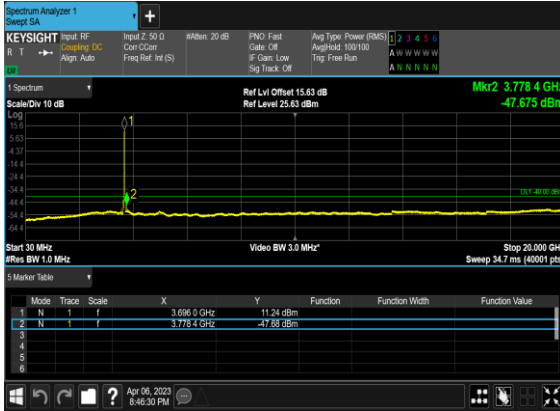 Spectrum Analyzer 1
Swept SA
+
KEYSIGHT Input: RF Input Z: 50 Ω #Atten: 20 dB PNO: Fast Avg Type: Power (RMS) 1 2 3 4 5 6
R T Coupling: DC Corr CCorr Gate: Off Avg|Hold: 100/100 A W W W W W
Align: Auto Freq Ref: Int (S) IF Gain: Low Trig: Free Run
Sig Track: Off A N N N N N
1 Spectrum Ref Lvl Offset 15.63 dB Mkr2 3.778 4 GHz
Scale/Div 10 dB Ref Level 25.63 dBm -47.675 dBm
Log
15.6
1
5.63
-4.37
-14.4
-24.4
-34.4
2
DL1 -40.00 dBm
-44.4
-54.4
-64.4
Start 30 MHz Video BW 3.0 MHz* Stop 20.000 GH
#Res BW 1.0 MHz Sweep 34.7 ms (40001 pts
5 Marker Table
Mode Trace Scale X Y Function Function Width Function Value
1 N 1 f 3.696 0 GHz 11.24 dBm
2 N 1 f 3.778 4 GHz -47.68 dBm
3
4
5
6
? Apr 06, 2023
8:46:30 PM